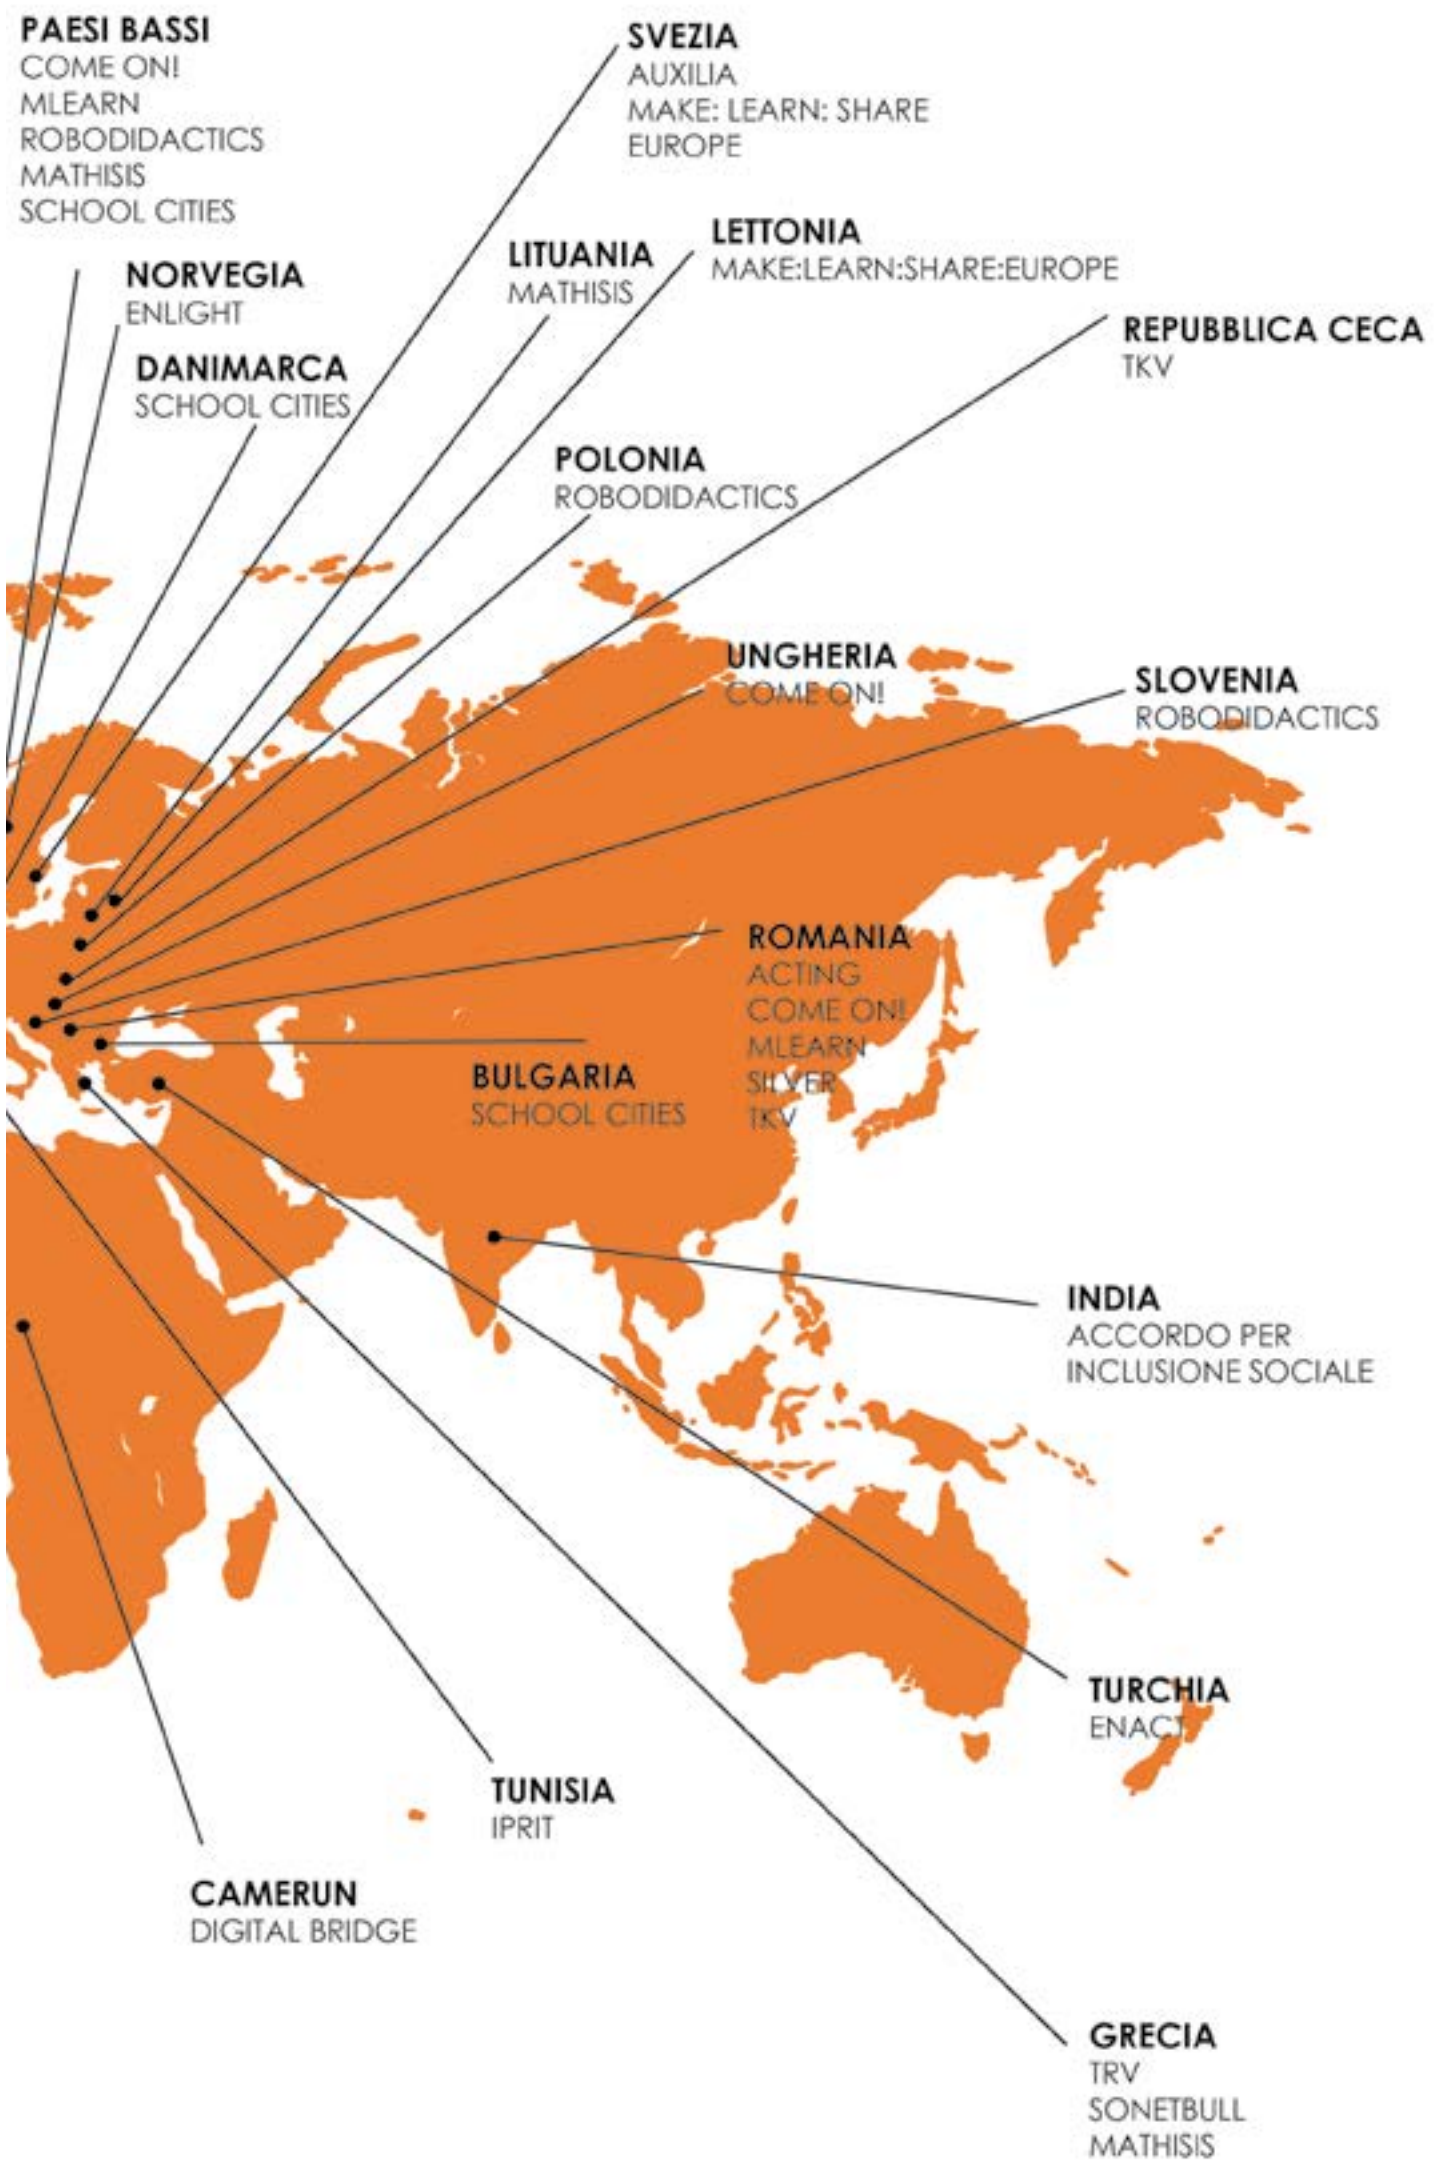 PAESI BASSI
COME ON!
MLEARN
ROBODIDACTICS
MATHISIS
SCHOOL CITIES
SVEZIA
AUXILIA
MAKE: LEARN: SHARE
EUROPE
NORVEGIA
ENLIGHT
LITUANIA
MATHISIS
LETTONIA
MAKE:LEARN:SHARE:EUROPE
REPUBBLICA CECA
TKV
DANIMARCA
SCHOOL CITIES
POLONIA
ROBODIDACTICS
UNGHERIA
COME ON!
SLOVENIA
ROBODIDACTICS
ROMANIA
ACTING
COME ON!
MLEARN
SILVER
TKV
BULGARIA
SCHOOL CITIES
INDIA
ACCORDO PER
INCLUSIONE SOCIALE
TURCHIA
ENACT
TUNISIA
IPRIT
CAMERUN
DIGITAL BRIDGE
GRECIA
TRV
SONETBULL
MATHISIS